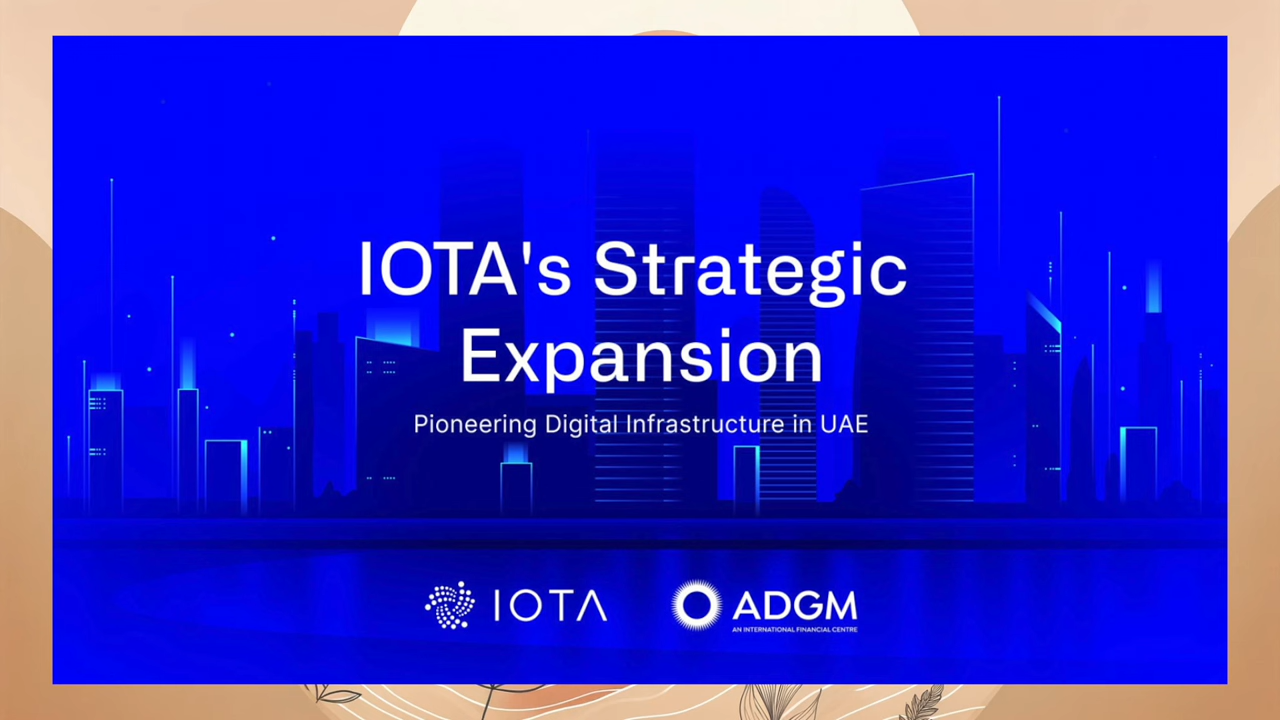 IOTA's Strategic
Expansion
Pioneering Digital Infrastructure in UAE
IOTA
ADGM
AN INTERNATIONAL FINANCIAL CENTRE